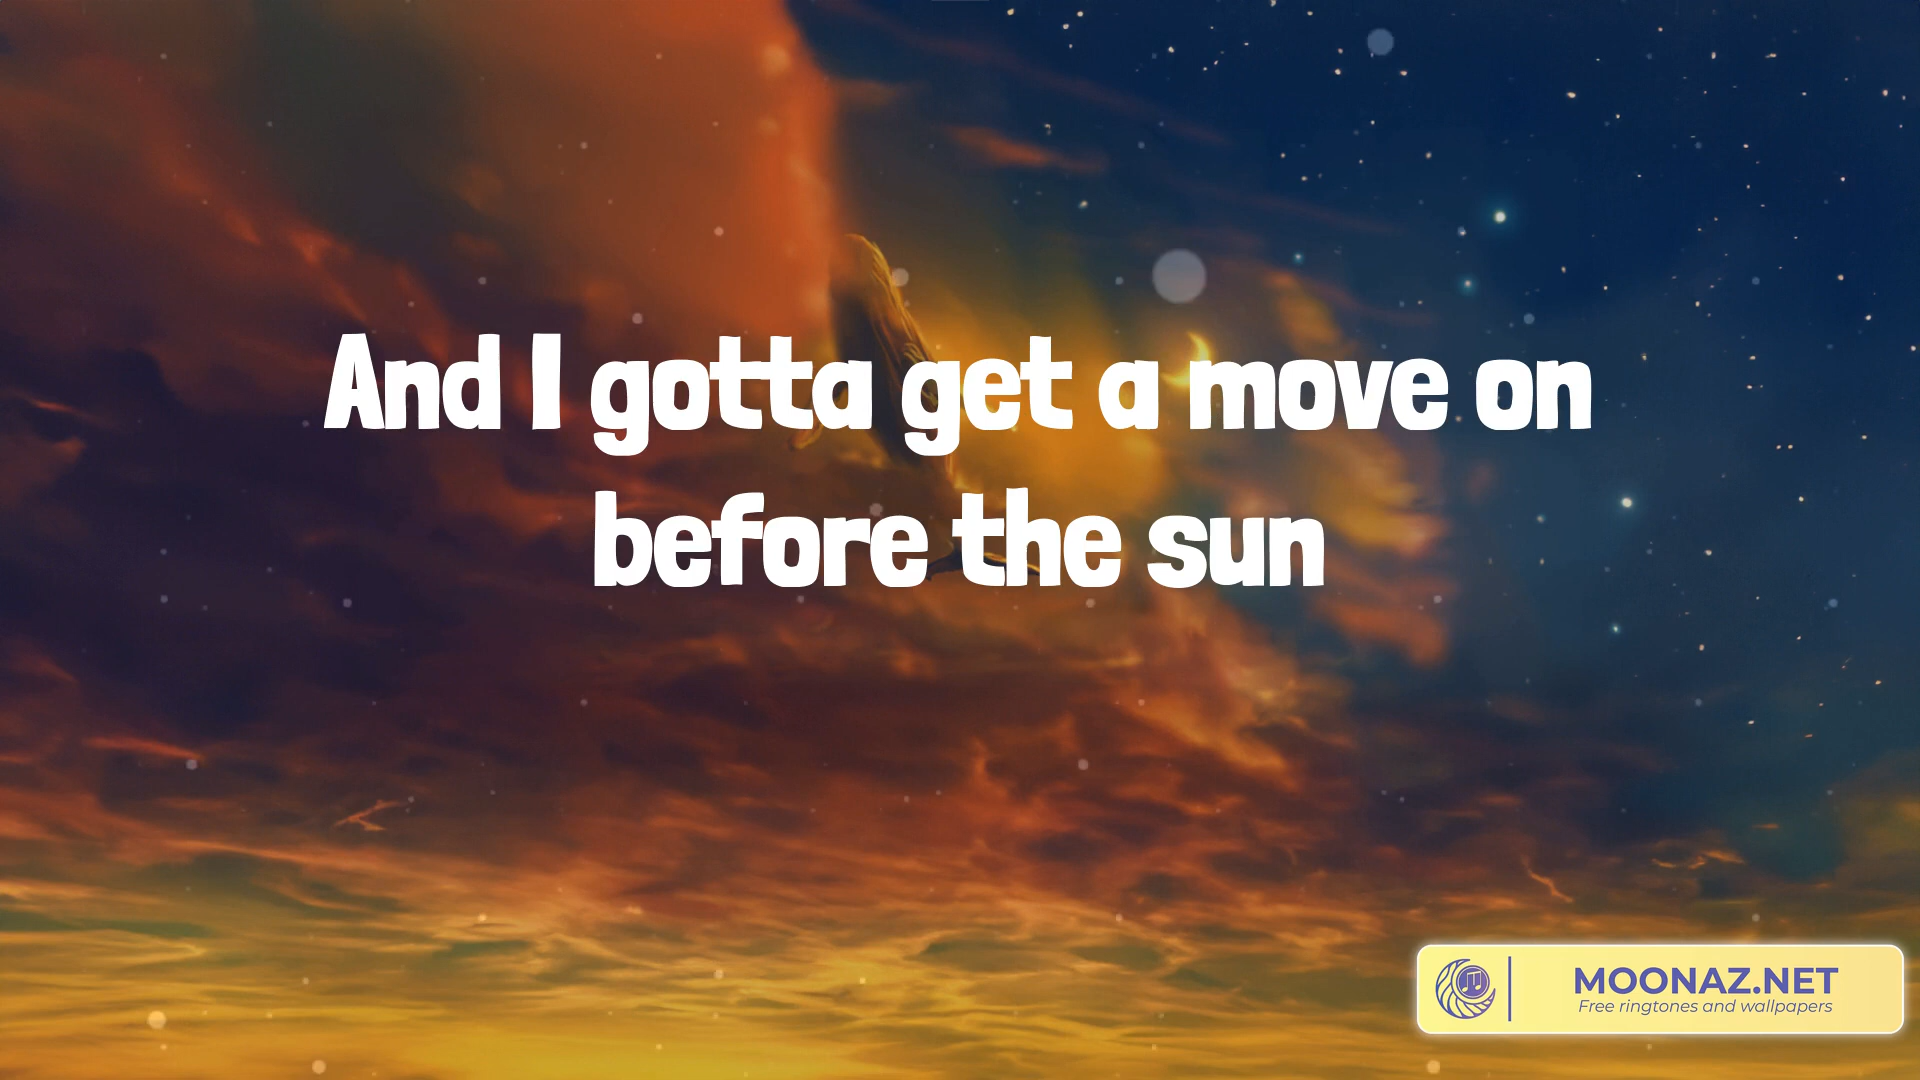 And I gotta get a move on
before the sun
MOONAZ.NET
Free ringtones and wallpapers